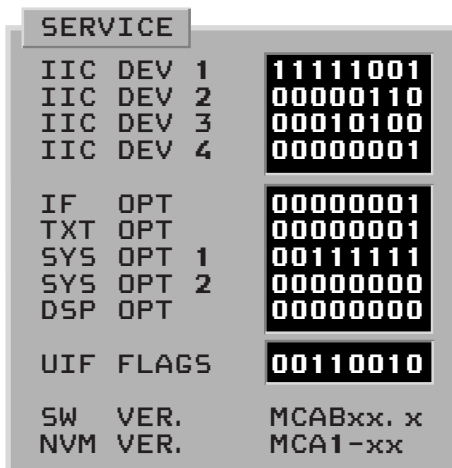 SERVICE
IIC DEV 1 11111001
IIC DEV 2 00000110
IIC DEV 3 00010100
IIC DEV 4 00000001
IF OPT 00000001
TXT OPT 00000001
SYS OPT 1 00111111
SYS OPT 2 00000000
DSP OPT 00000000
UIF FLAGS 00110010
SW VER. MCABxx. x
NVM VER. MCA1-xx